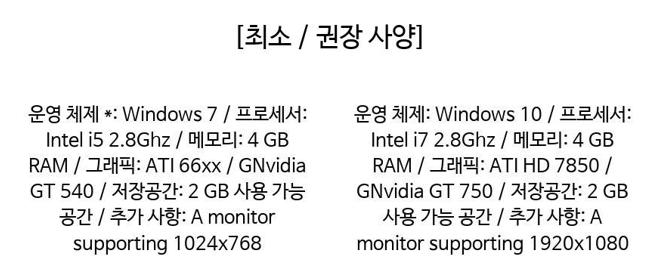 [최소 / 권장 사양]
운영 체제 *: Windows 7 / 프로세서:
Intel i5 2.8Ghz / 메모리: 4 GB
RAM / 그래픽: ATI 66xx / GNvidia
GT 540 / 저장공간: 2 GB 사용 가능
공간 / 추가 사항: A monitor
supporting 1024x768
운영 체제: Windows 10 / 프로세서:
Intel i7 2.8Ghz / 메모리: 4 GB
RAM / 그래픽: ATI HD 7850 /
GNvidia GT 750 / 저장공간: 2 GB
사용 가능 공간 / 추가 사항: A
monitor supporting 1920x1080